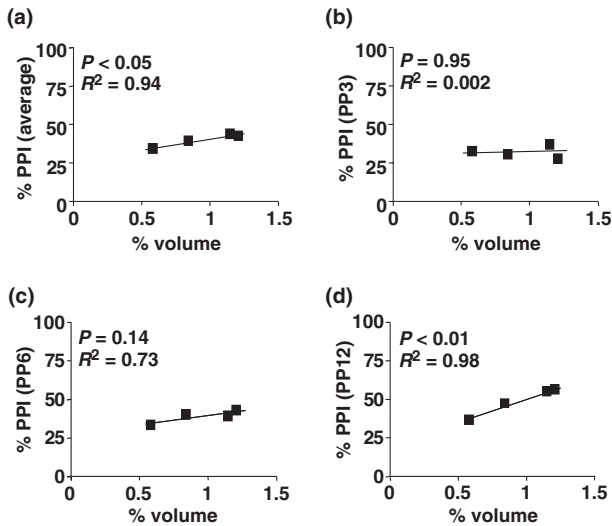 (a)
100
75
50
25
0
% PPI (average)
P < 0.05
R² = 0.94
0 0.5 1 1.5
% volume
(b)
100
75
50
25
0
% PPI (PP3)
P = 0.95
R² = 0.002
0 0.5 1 1.5
% volume
(c)
100
75
50
25
0
% PPI (PP6)
P = 0.14
R² = 0.73
0 0.5 1 1.5
% volume
(d)
100
75
50
25
0
% PPI (PP12)
P < 0.01
R² = 0.98
0 0.5 1 1.5
% volume